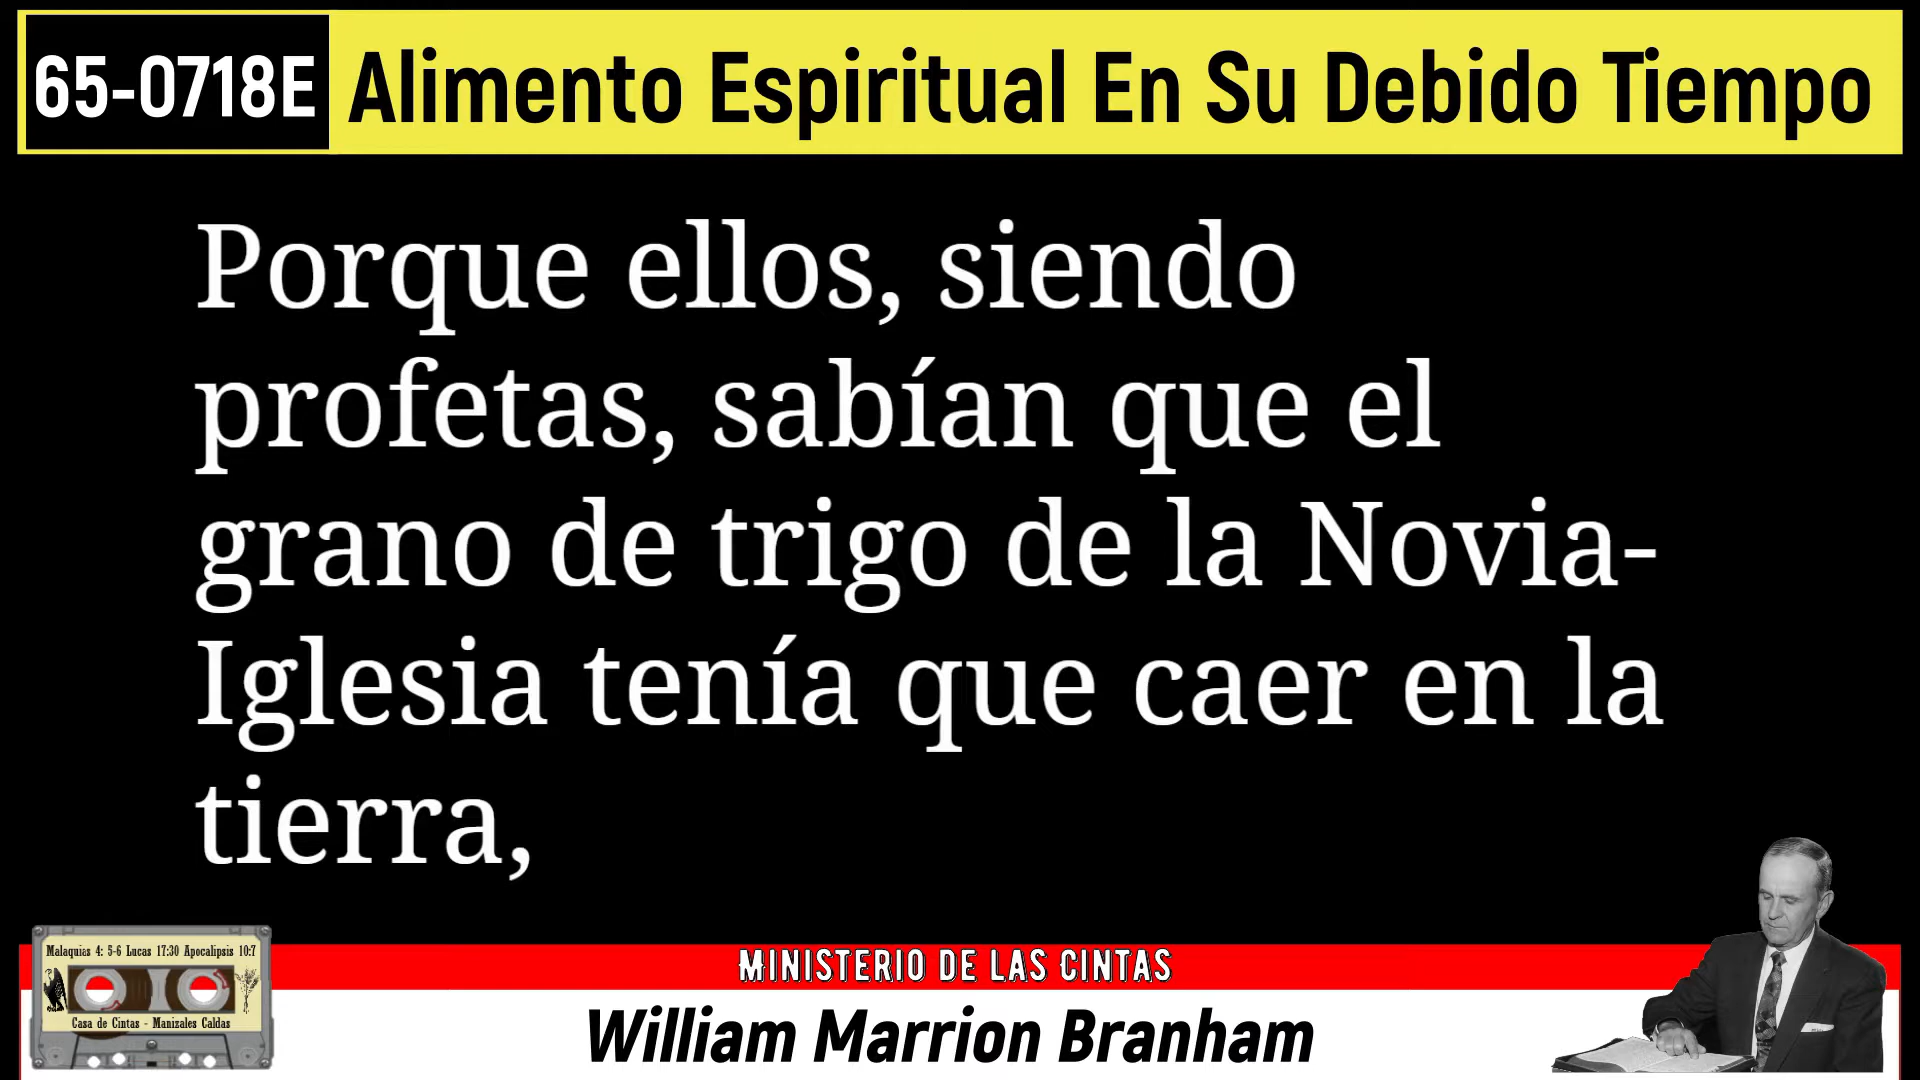 65-0718E Alimento Espiritual En Su Debido Tiempo
Porque ellos, siendo
profetas, sabían que el
grano de trigo de la Novia-
Iglesia tenía que caer en la
tierra,
Malaquias 4: 5-6 Lucas 17:30 Apocalipsis 10:7
Casa de Cintas - Manizales Caldas
MINISTERIO DE LAS CINTAS
William Marrion Branham